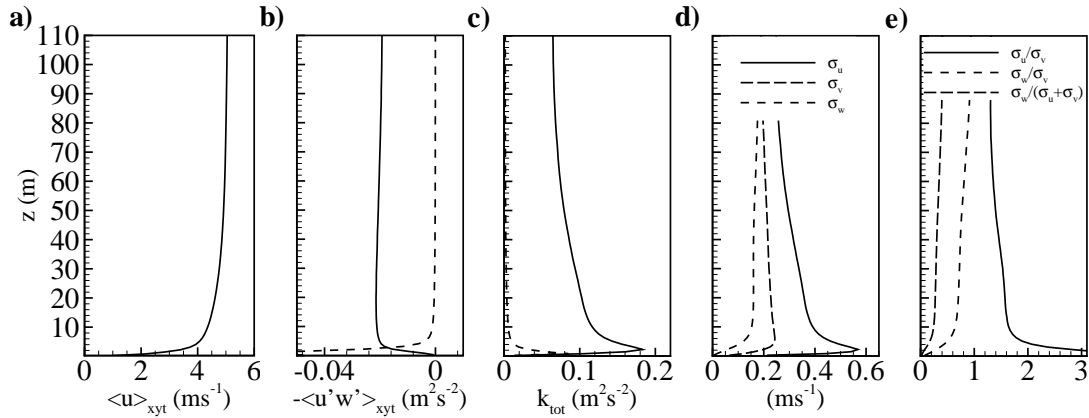 a) b) c) d) e)
110
100
90
80
70
60
50
40
30
20
10
z (m)
σu
σv
σw
σu/σv
σw/σv
σw/(σu+σv)
0 2 4 6
-0.04 0
0 0.1 0.2
0 0.2 0.4 0.6
0 1 2 3
<u>xyt (ms-1)
-<u'w'>xyt (m2s-2)
ktot (m2s-2)
(ms-1)